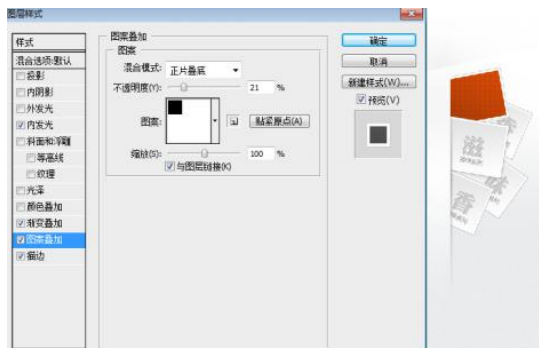 图层样式
样式
混合选项:默认
投影
内阴影
外发光
内发光
斜面和浮雕
等高线
纹理
光泽
颜色叠加
渐变叠加
图案叠加
描边
图案叠加
图案
混合模式: 正片叠底
不透明度(Y): 21 %
图案:
贴紧原点(A)
缩放(S): 100 %
与图层链接(K)
确定
取消
新建样式(W)...
预览(V)
滋
味
香